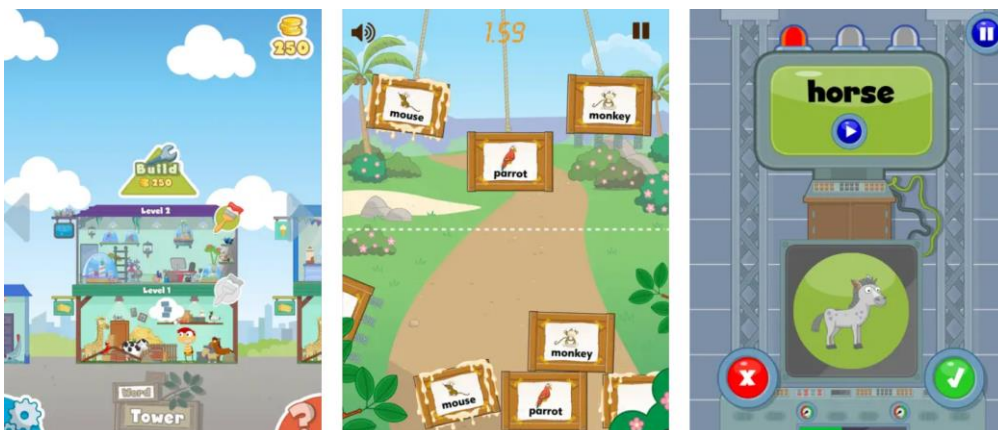 250
Build
250
Level 2
Level 1
Word
Tower
?
1.59
mouse
monkey
parrot
monkey
mouse
parrot
horse